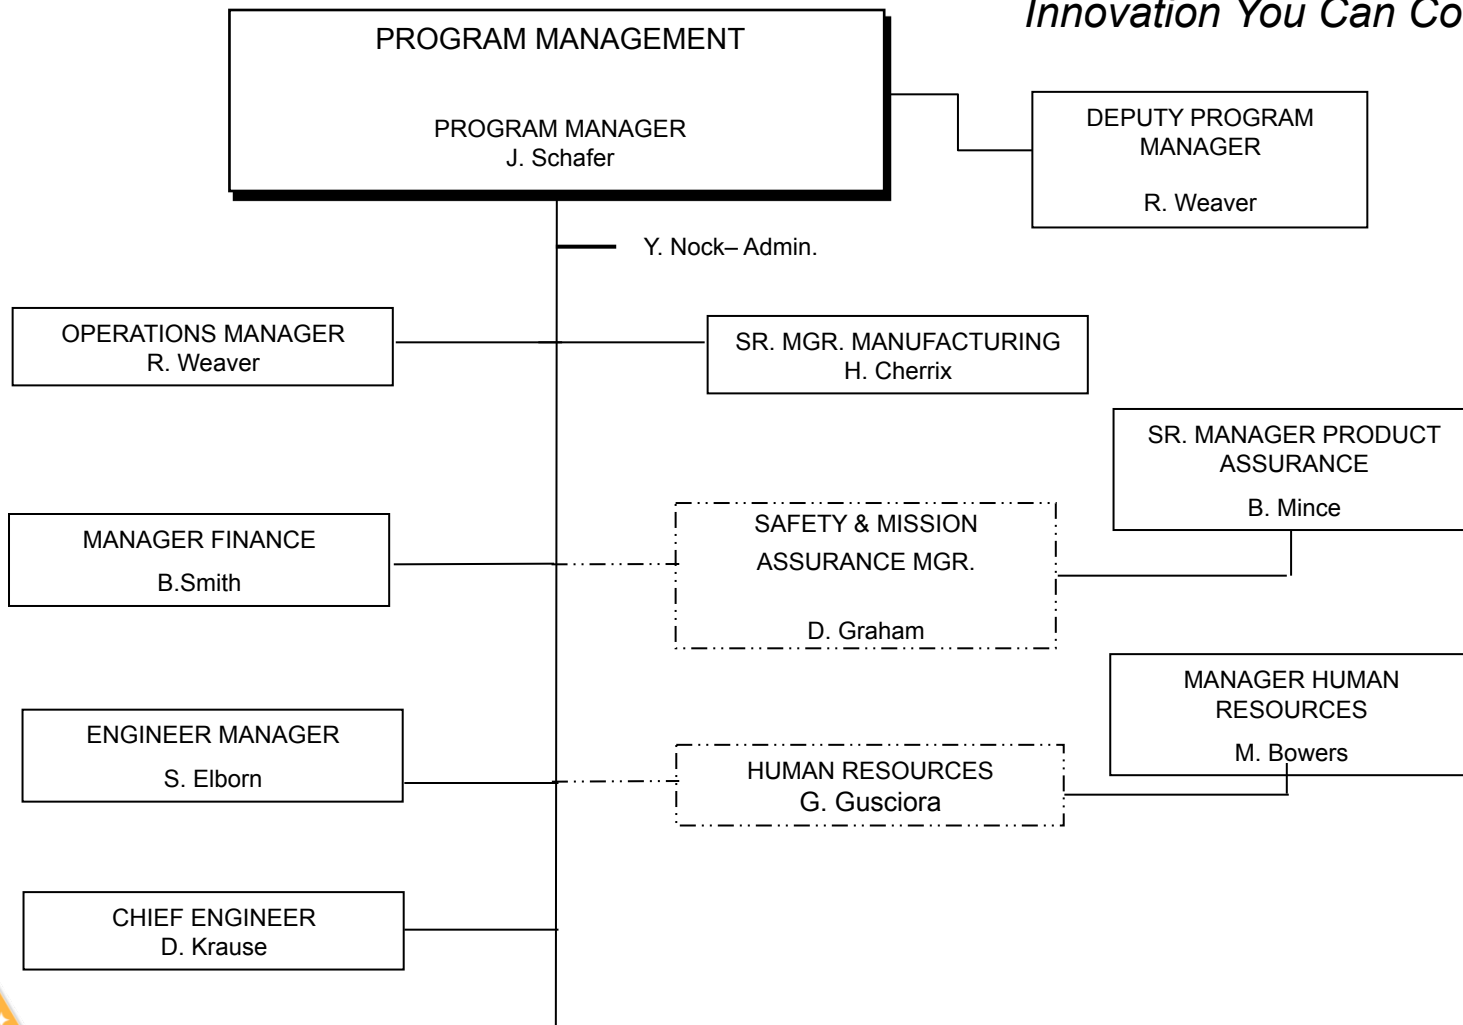 Innovation You Can Co
PROGRAM MANAGEMENT
PROGRAM MANAGER
J. Schafer
DEPUTY PROGRAM
MANAGER
R. Weaver
Y. Nock– Admin.
OPERATIONS MANAGER
R. Weaver
SR. MGR. MANUFACTURING
H. Cherrix
SR. MANAGER PRODUCT
ASSURANCE
B. Mince
MANAGER FINANCE
B.Smith
SAFETY & MISSION
ASSURANCE MGR.
D. Graham
MANAGER HUMAN
RESOURCES
M. Bowers
ENGINEER MANAGER
S. Elborn
HUMAN RESOURCES
G. Gusciora
CHIEF ENGINEER
D. Krause